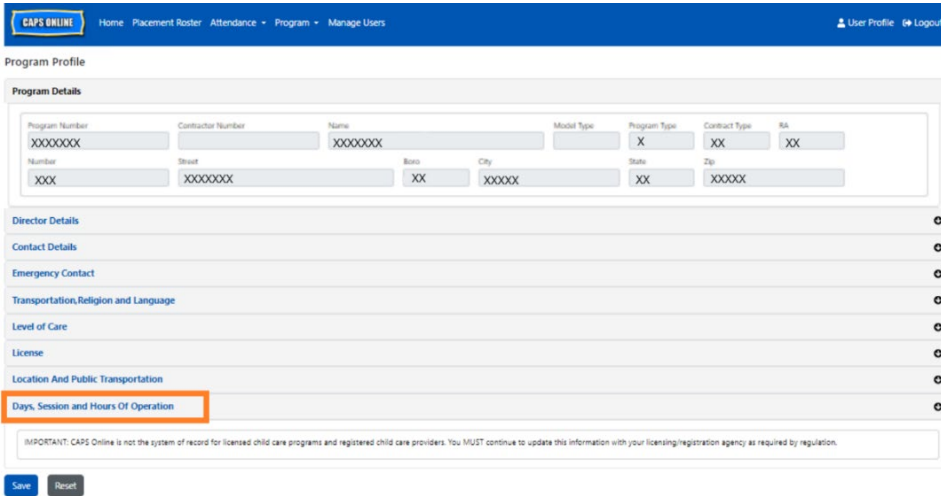 CAPS ONLINE Home Placement Roster Attendance Program Manage Users User Profile Logout
Program Profile
Program Details
Program Number Contractor Number Name Model Type Program Type Contract Type RA
XXXXXXX XXXXXXX X XX XX
Number Street Boro City State Zip
XXX XXXXXXX XX XXXXX XX XXXXX
Director Details
Contact Details
Emergency Contact
Transportation,Religion and Language
Level of Care
License
Location And Public Transportation
Days, Session and Hours Of Operation
IMPORTANT: CAPS Online is not the system of record for licensed child care programs and registered child care providers. You MUST continue to update this information with your licensing/registration agency as required by regulation.
Save Reset